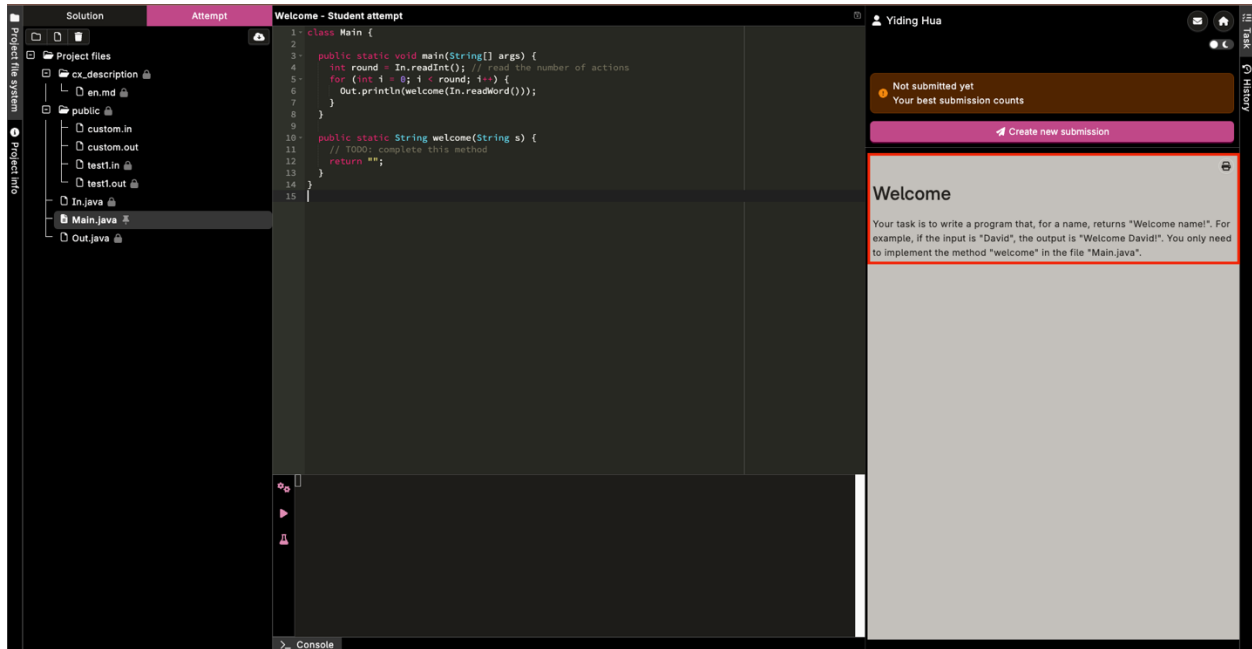 Project file system
Project info
Solution
Attempt
Project files
cx_description
en.md
public
custom.in
custom.out
test1.in
test1.out
In.java
Main.java
Out.java
Welcome - Student attempt
1 class Main {
2
3 public static void main(String[] args) {
4 int round = In.readInt(); // read the number of actions
5 for (int i = 0; i < round; i++) {
6 Out.println(welcome(In.readWord()));
7 }
8 }
9
10 public static String welcome(String s) {
11 // TODO: complete this method
12 return "";
13 }
14 }
15
>_ Console
Yiding Hua
Not submitted yet
Your best submission counts
Create new submission
Welcome
Your task is to write a program that, for a name, returns "Welcome name!". For
example, if the input is "David", the output is "Welcome David!". You only need
to implement the method "welcome" in the file "Main.java".
Task
History